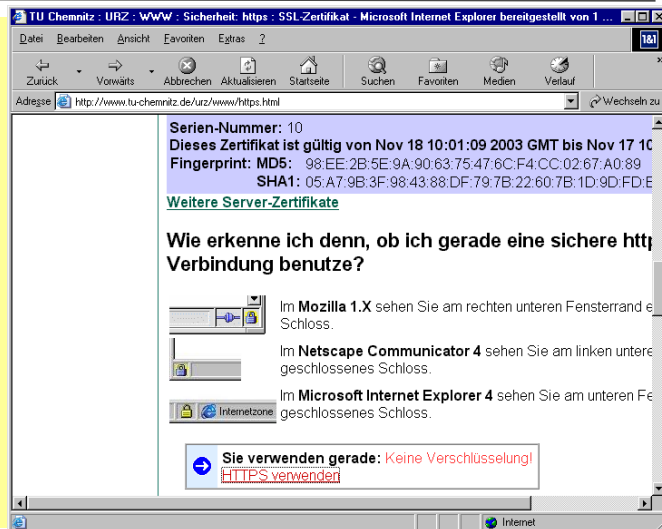 TU Chemnitz : URZ : WWW : Sicherheit: https : SSL-Zertifikat - Microsoft Internet Explorer bereitgestellt von 1 ...
Datei Bearbeiten Ansicht Favoriten Extras ?
1&1
Zurück Vorwärts Abbrechen Aktualisieren Startseite Suchen Favoriten Medien Verlauf »
Adresse http://www.tu-chemnitz.de/urz/www/https.html Wechseln zu
Serien-Nummer: 10
Dieses Zertifikat ist gültig von Nov 18 10:01:09 2003 GMT bis Nov 17 10
Fingerprint: MD5: 98:EE:2B:5E:9A:90:63:75:47:6C:F4:CC:02:67:A0:89
SHA1: 05:A7:9B:3F:98:43:88:DF:79:7B:22:60:7B:1D:9D:FD:E
Weitere Server-Zertifikate
Wie erkenne ich denn, ob ich gerade eine sichere http
Verbindung benutze?
Im Mozilla 1.X sehen Sie am rechten unteren Fensterrand e
Schloss.
Im Netscape Communicator 4 sehen Sie am linken untere
geschlossenes Schloss.
Im Microsoft Internet Explorer 4 sehen Sie am unteren Fe
Internetzone geschlossenes Schloss.
Sie verwenden gerade: Keine Verschlüsselung!
HTTPS verwenden
Internet